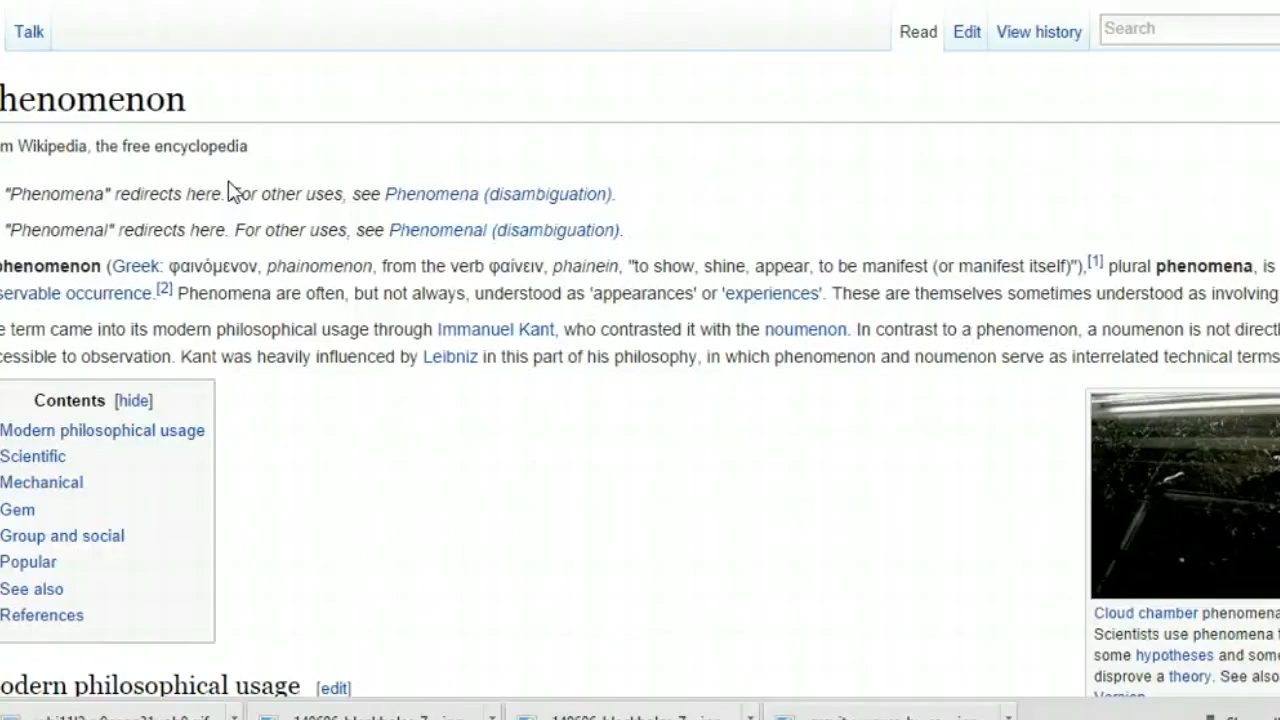 Talk
Read Edit View history Search
henomenon
m Wikipedia, the free encyclopedia
"Phenomena" redirects here. For other uses, see Phenomena (disambiguation).
"Phenomenal" redirects here. For other uses, see Phenomenal (disambiguation).
phenomenon (Greek: φαινόμενον, phainomenon, from the verb φαίνειν, phainein, "to show, shine, appear, to be manifest (or manifest itself)"),[1] plural phenomena, is
servable occurrence.[2] Phenomena are often, but not always, understood as 'appearances' or 'experiences'. These are themselves sometimes understood as involving
e term came into its modern philosophical usage through Immanuel Kant, who contrasted it with the noumenon. In contrast to a phenomenon, a noumenon is not direct
cessible to observation. Kant was heavily influenced by Leibniz in this part of his philosophy, in which phenomenon and noumenon serve as interrelated technical terms
Contents [hide]
Modern philosophical usage
Scientific
Mechanical
Gem
Group and social
Popular
See also
References
Cloud chamber phenomena
Scientists use phenomena
some hypotheses and some
disprove a theory. See also
odern philosophical usage [edit]